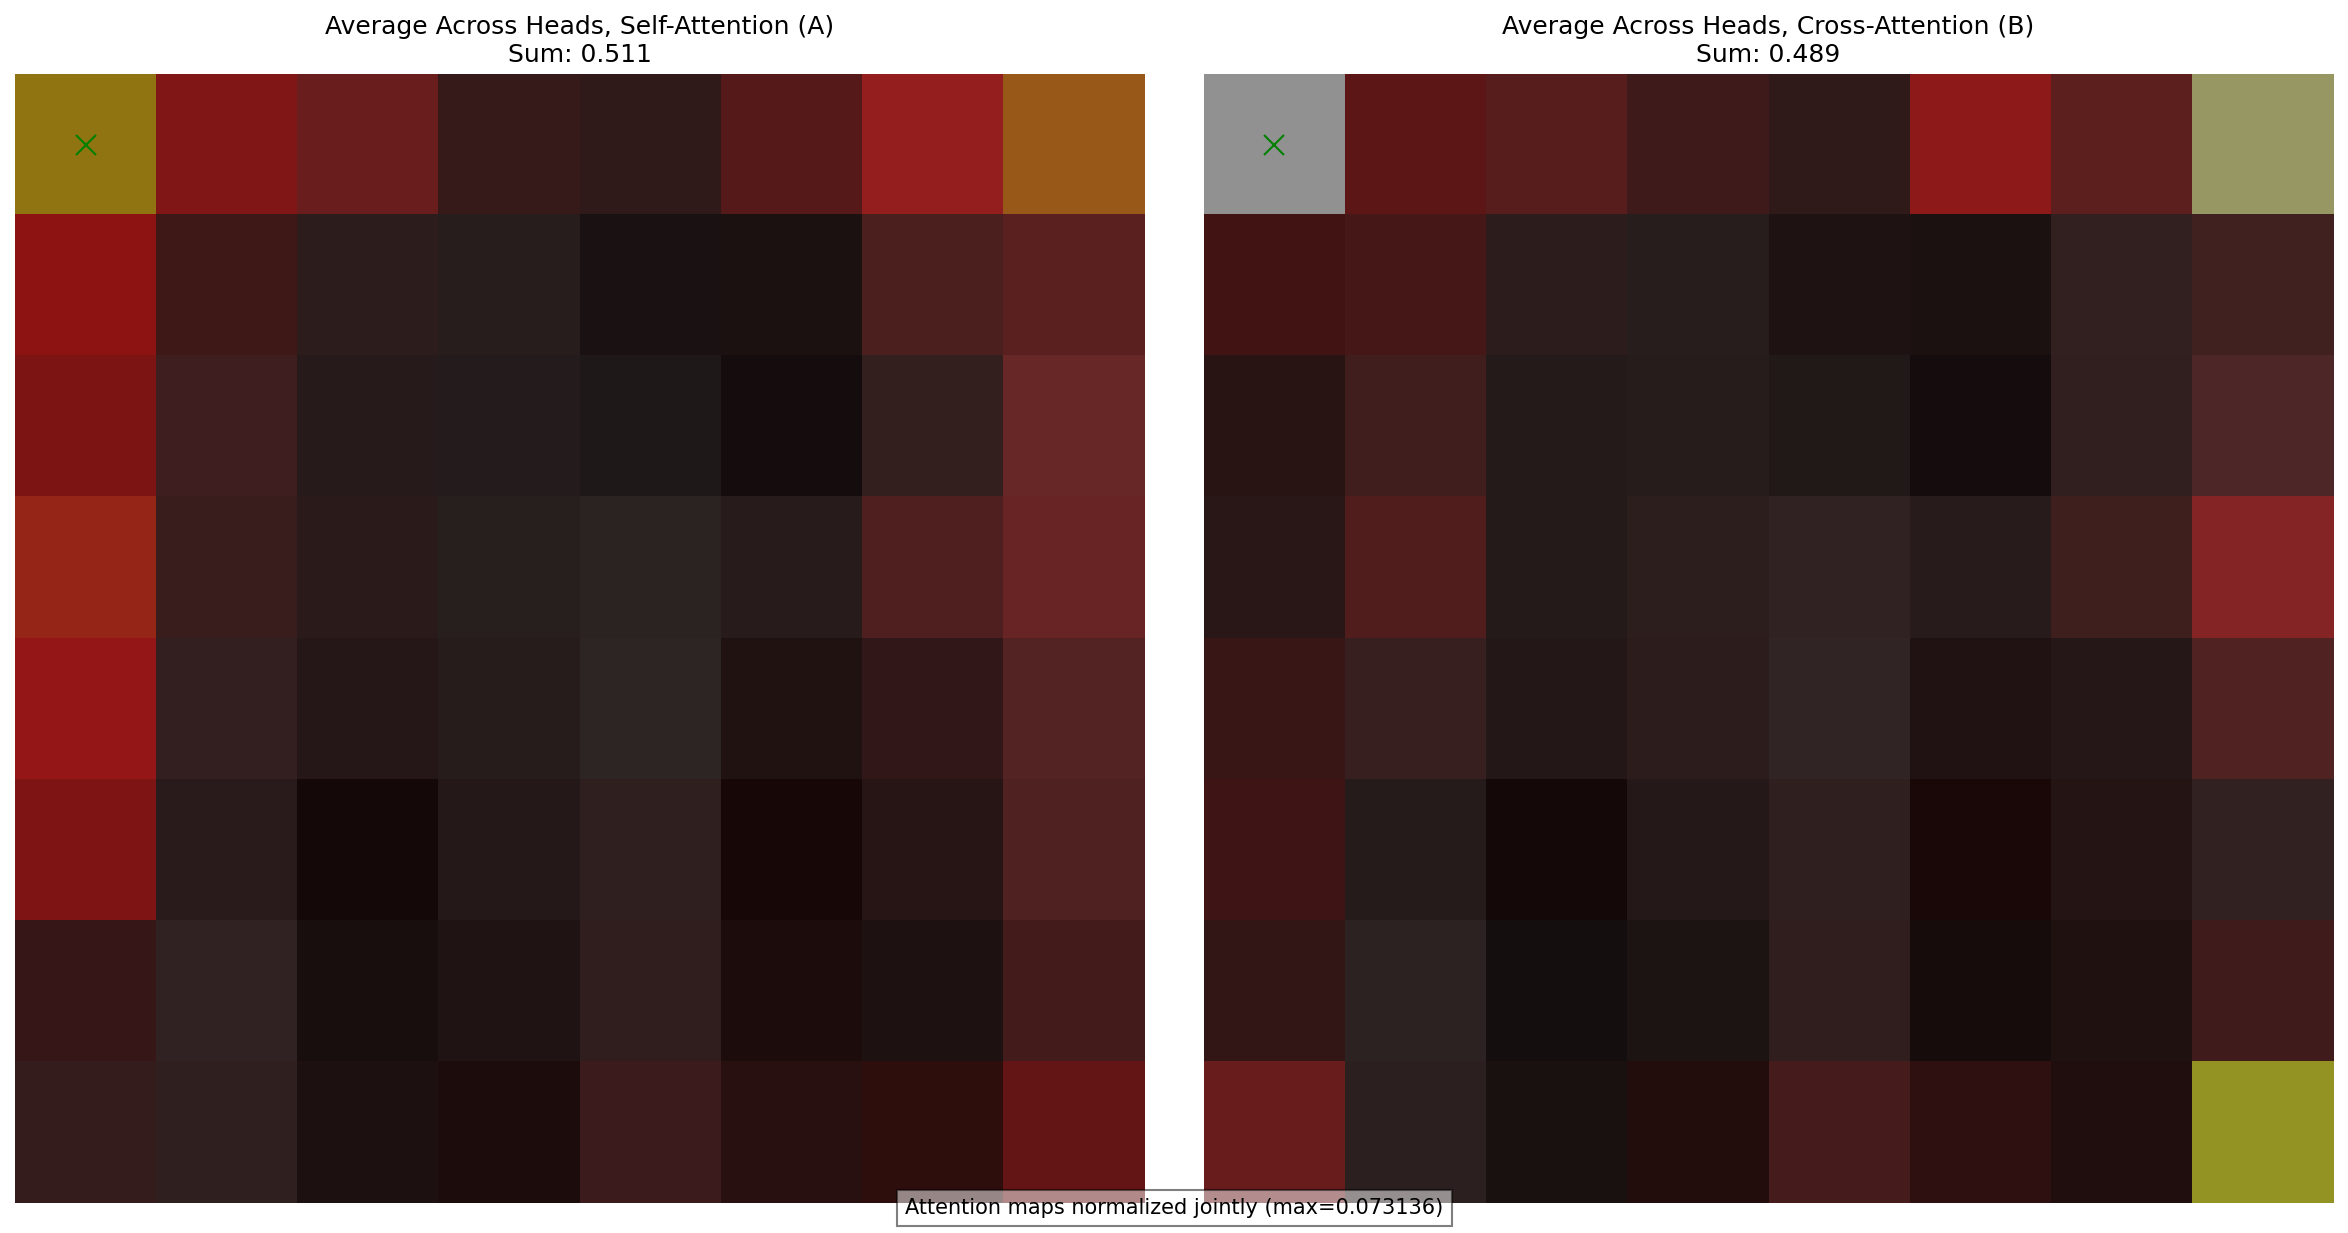 Average Across Heads, Self-Attention (A)
Sum: 0.511
Average Across Heads, Cross-Attention (B)
Sum: 0.489
Attention maps normalized jointly (max=0.073136)